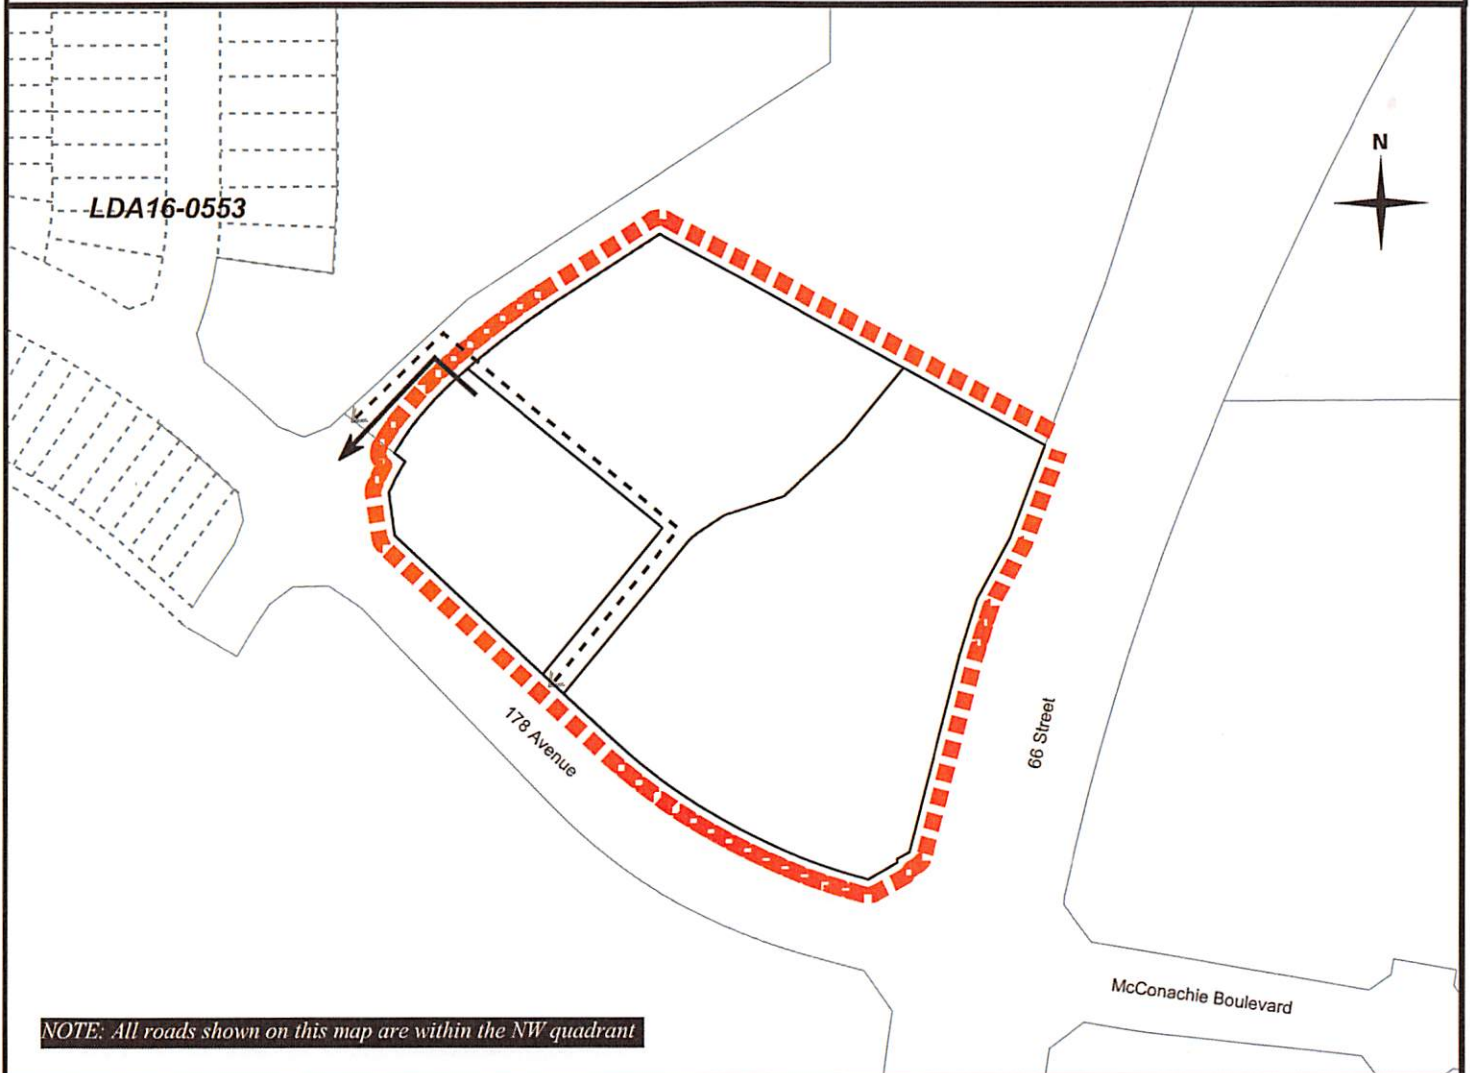 N
LDA16-0553
178 Avenue
66 Street
McConachie Boulevard
NOTE: All roads shown on this map are within the NW quadrant